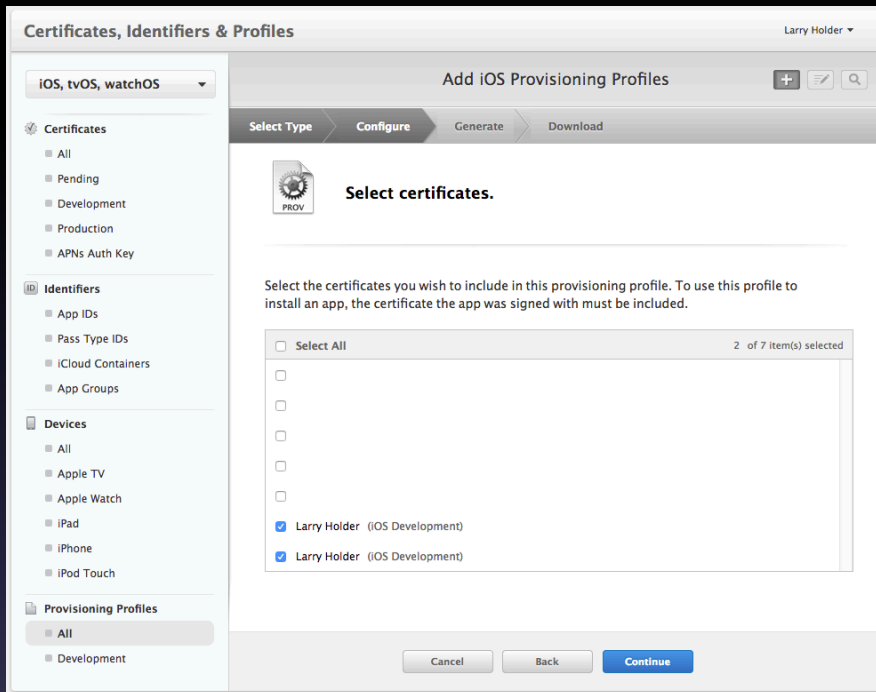 Certificates, Identifiers & Profiles
Larry Holder
iOS, tvOS, watchOS
Certificates
All
Pending
Development
Production
APNs Auth Key
Identifiers
ID
App IDs
Pass Type IDs
iCloud Containers
App Groups
Devices
All
Apple TV
Apple Watch
iPad
iPhone
iPod Touch
Provisioning Profiles
All
Development
Add iOS Provisioning Profiles
Select Type
Configure
Generate
Download
PROV
Select certificates.
Select the certificates you wish to include in this provisioning profile. To use this profile to
install an app, the certificate the app was signed with must be included.
Select All
2 of 7 item(s) selected
Larry Holder (iOS Development)
Larry Holder (iOS Development)
Cancel
Back
Continue